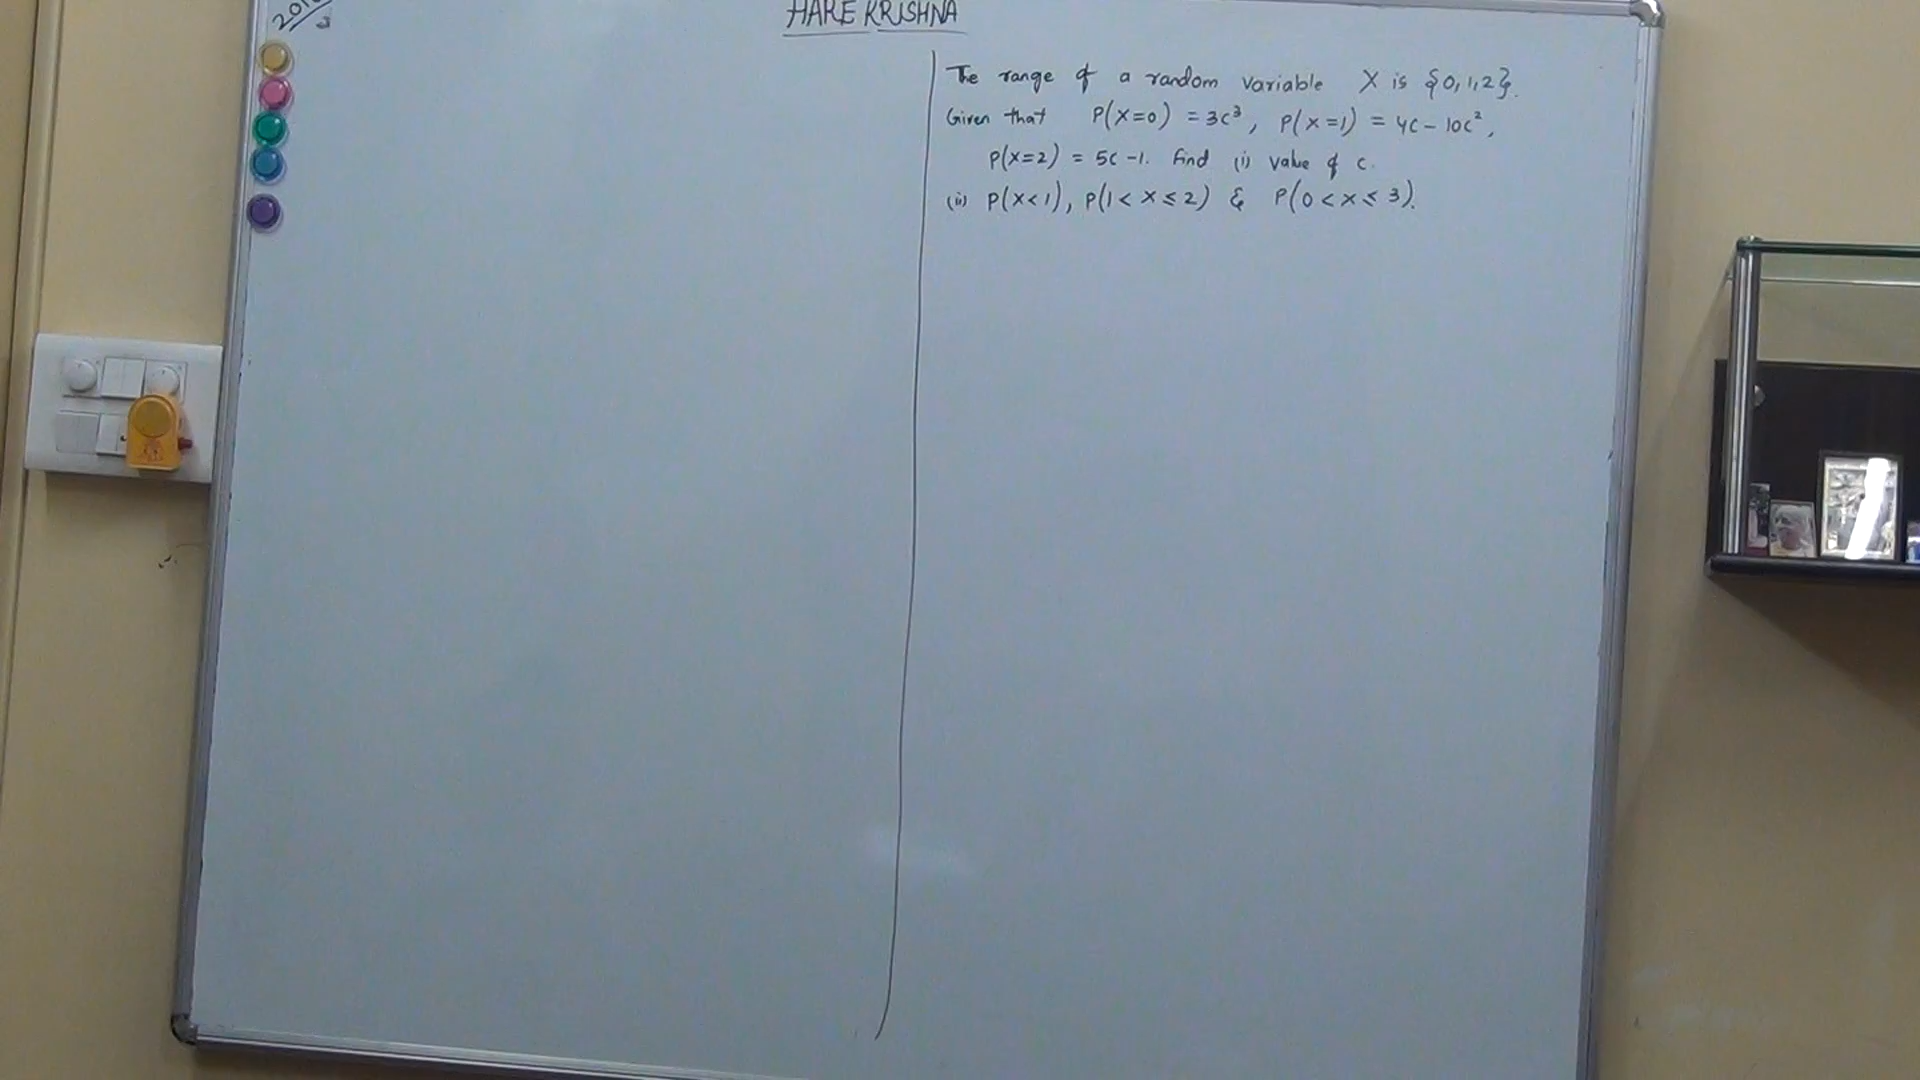 HARE KRISHNA
The range of a random variable X is {0,1,2}.
Given that P(X=0) = 3c³, P(X=1) = 4c - 10c²,
P(X=2) = 5c-1. Find (i) value of c.
(ii) P(X<1), P(1<X≤2) & P(0<X≤3).